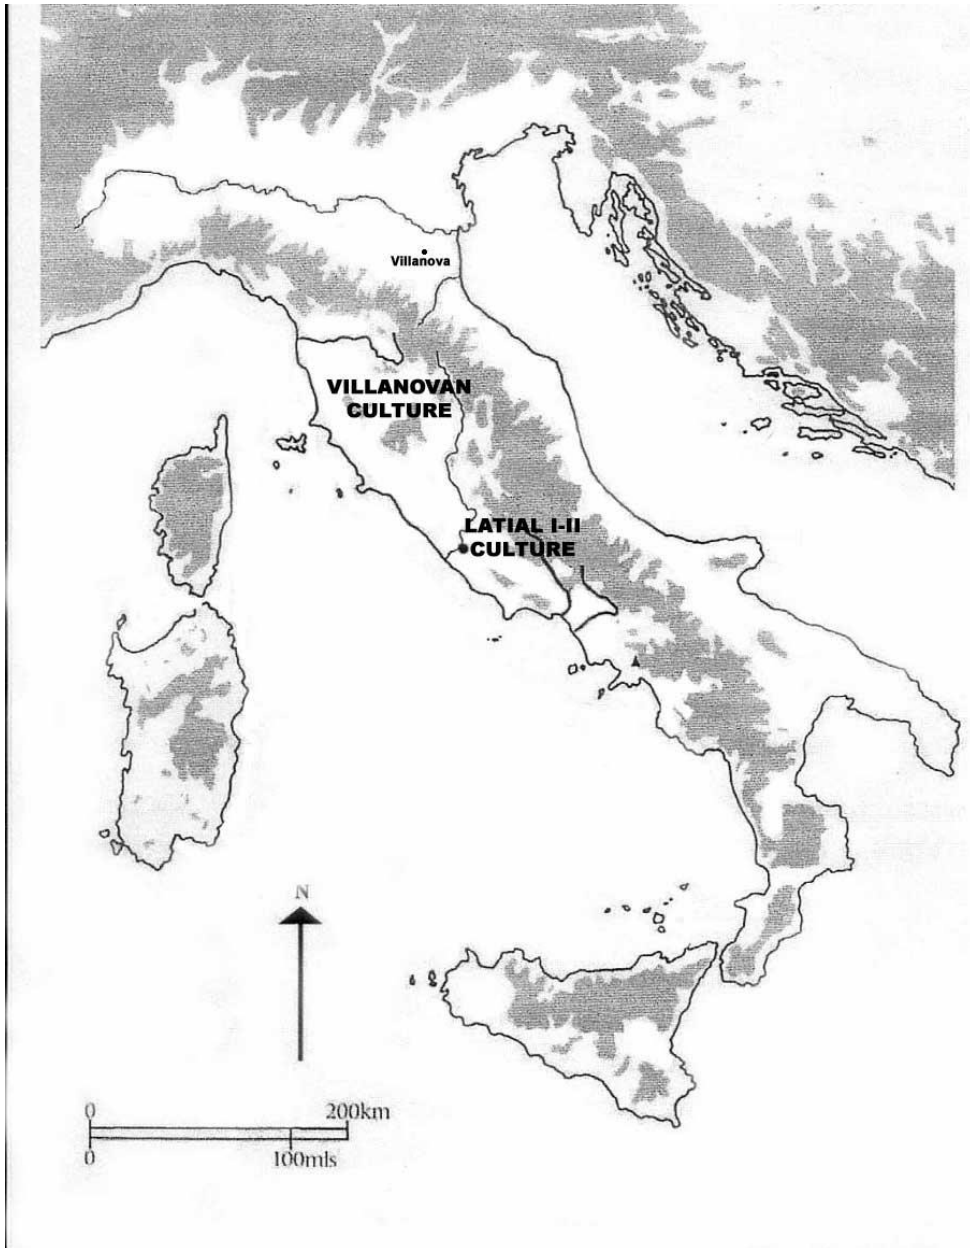 Villanova
VILLANOVAN
CULTURE
LATIAL I-II
CULTURE
N
0
200km
0
100mls